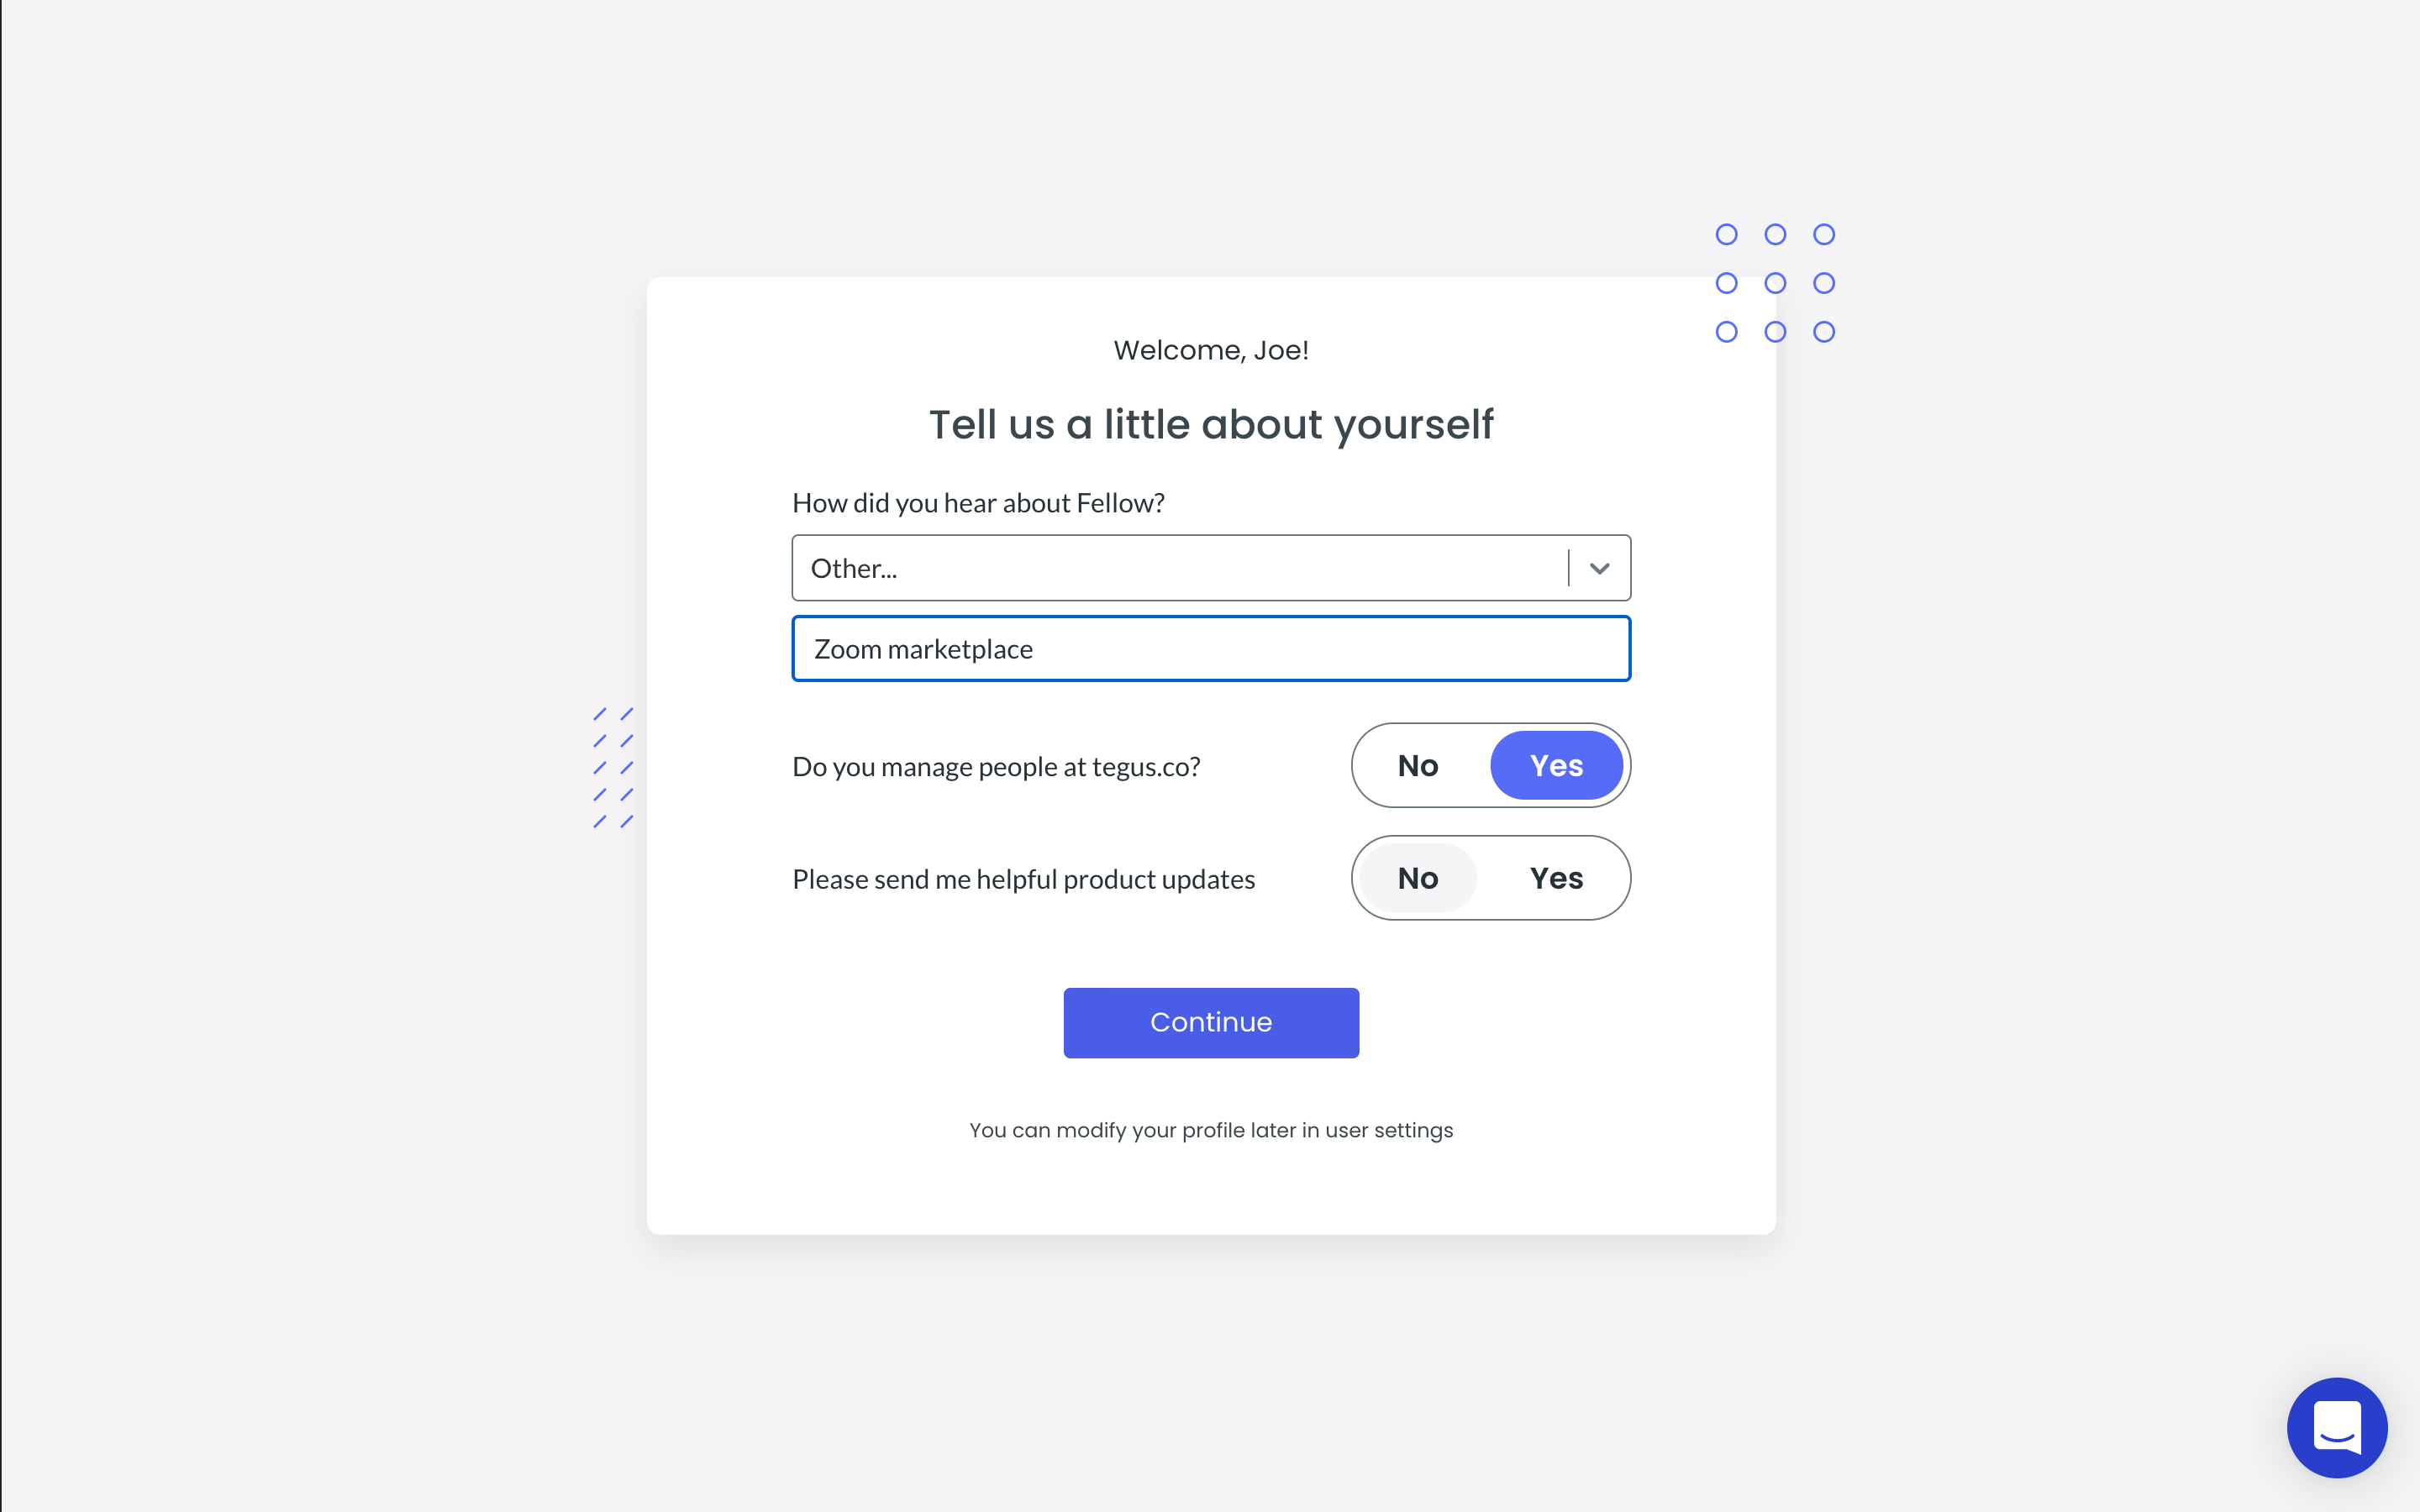 Welcome, Joe!
Tell us a little about yourself
How did you hear about Fellow?
Other...
Zoom marketplace
Do you manage people at tegus.co? No Yes
Please send me helpful product updates No Yes
Continue
You can modify your profile later in user settings